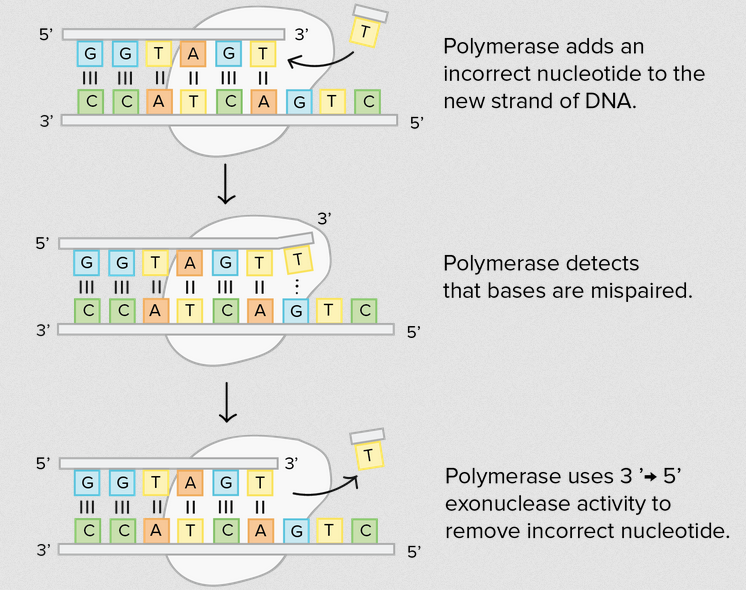 5’ 3’ T
G G T A G T
C C A T C A G T C
3’ 5’
Polymerase adds an
incorrect nucleotide to the
new strand of DNA.
3’
5’
G G T A G T T
C C A T C A G T C
3’ 5’
Polymerase detects
that bases are mispaired.
5’ 3’ T
G G T A G T
C C A T C A G T C
3’ 5’
Polymerase uses 3 ’→ 5’
exonuclease activity to
remove incorrect nucleotide.